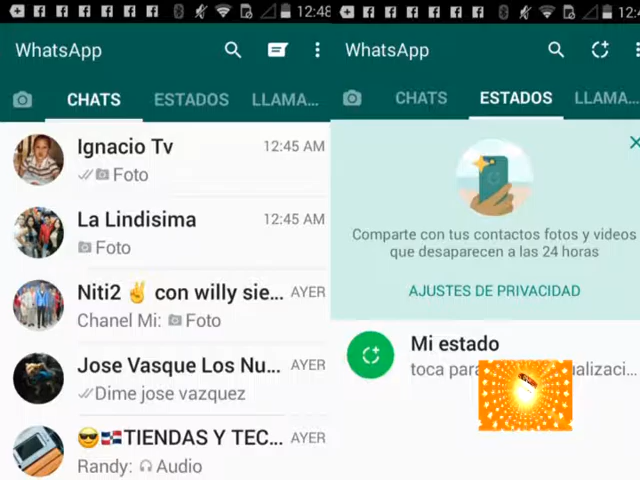 12:48
WhatsApp
CHATS
ESTADOS
LLAMA...
Ignacio Tv
12:45 AM
Foto
La Lindisima
12:45 AM
Foto
Niti2 ✌ con willy sie...
AYER
Chanel Mi: Foto
Jose Vasque Los Nu...
AYER
Dime jose vazquez
😎🇩🇴TIENDAS Y TEC...
AYER
Randy: Audio
12:4
WhatsApp
CHATS
ESTADOS
LLAMA...
Comparte con tus contactos fotos y videos
que desaparecen a las 24 horas
AJUSTES DE PRIVACIDAD
Mi estado
toca para